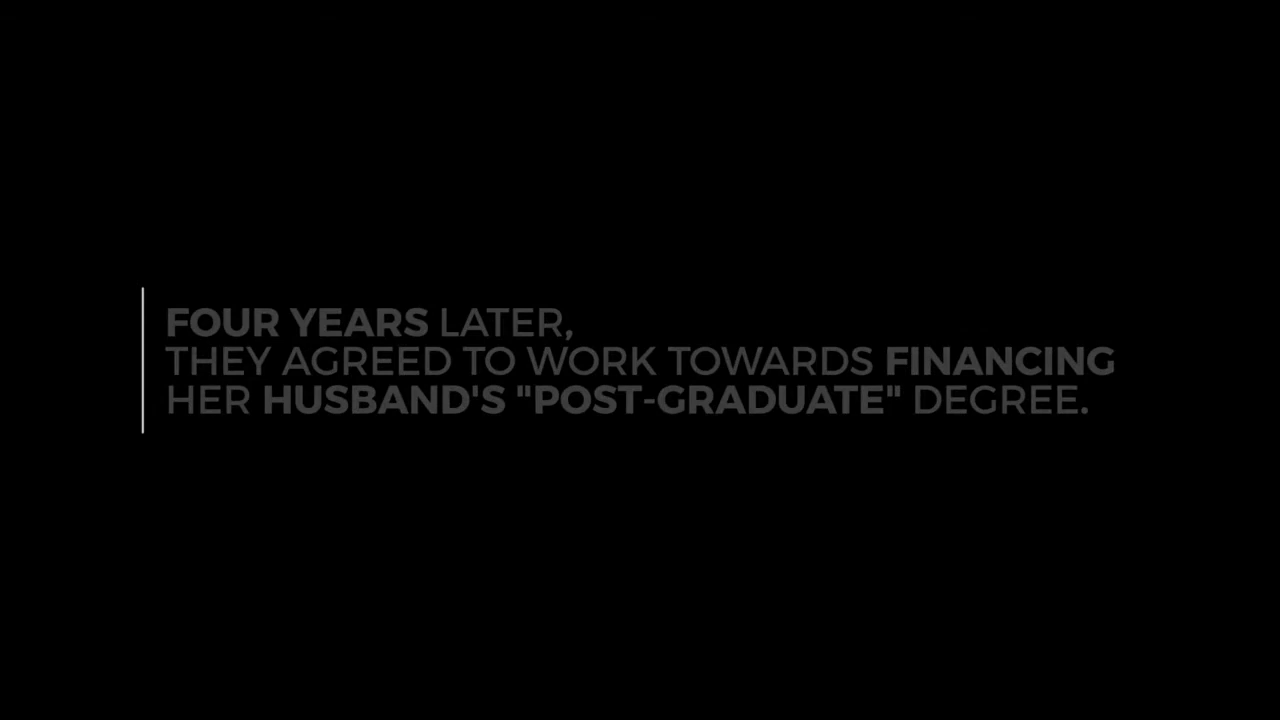 FOUR YEARS LATER,
THEY AGREED TO WORK TOWARDS FINANCING
HER HUSBAND'S "POST-GRADUATE" DEGREE.